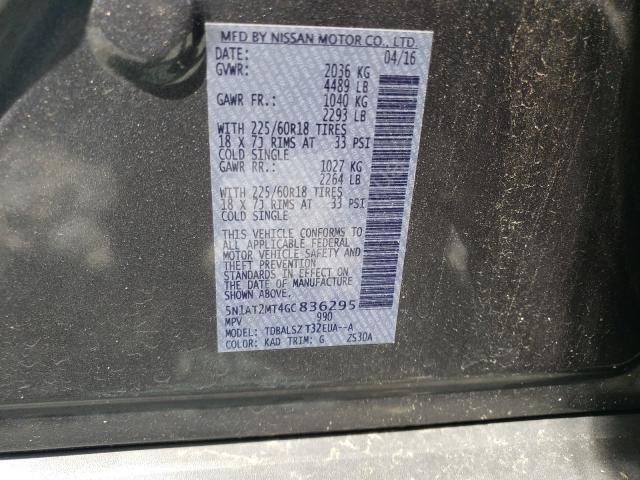 MFD BY NISSAN MOTOR CO., LTD.
DATE: 04/16
GVWR: 2036 KG
4489 LB
GAWR FR.: 1040 KG
2293 LB
WITH 225/60R18 TIRES
18 X 7J RIMS AT 33 PSI
COLD SINGLE
GAWR RR.: 1027 KG
2264 LB
WITH 225/60R18 TIRES
18 X 7J RIMS AT 33 PSI
COLD SINGLE
THIS VEHICLE CONFORMS TO
ALL APPLICABLE FEDERAL
MOTOR VEHICLE SAFETY AND
THEFT PREVENTION
STANDARDS IN EFFECT ON
THE DATE OF MANUFACTURE
SHOWN ABOVE.
5N1AT2MT4GC836295
MPV 990
MODEL: TDBALSZ T32EUA--A
COLOR: KAD TRIM: G 2530A